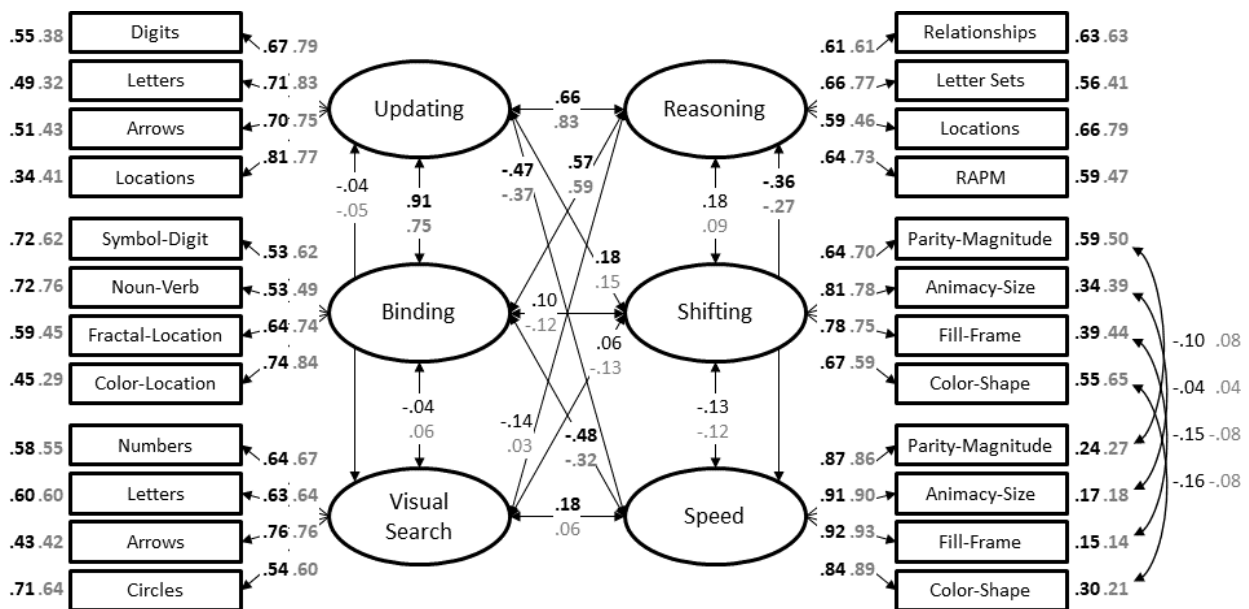 .55 .38 Digits .67 .79
.49 .32 Letters .71 .83
.51 .43 Arrows .70 .75
.34 .41 Locations .81 .77
.72 .62 Symbol-Digit .53 .62
.72 .76 Noun-Verb .53 .49
.59 .45 Fractal-Location .64 .74
.45 .29 Color-Location .74 .84
.58 .55 Numbers .64 .67
.60 .60 Letters .63 .64
.43 .42 Arrows .76 .76
.71 .64 Circles .54 .60
Updating
Binding
Visual
Search
-.04
-.05
.91
.75
-.04
.06
.66
.83
-.47
-.37
.57
.59
.18
.15
.10
-.12
.06
-.13
-.14
.03
-.48
-.32
.18
.06
Reasoning
Shifting
Speed
.18
.09
-.36
-.27
-.13
-.12
.61 .61 Relationships .63 .63
.66 .77 Letter Sets .56 .41
.59 .46 Locations .66 .79
.64 .73 RAPM .59 .47
.64 .70 Parity-Magnitude .59 .50
.81 .78 Animacy-Size .34 .39
.78 .75 Fill-Frame .39 .44
.67 .59 Color-Shape .55 .65
.87 .86 Parity-Magnitude .24 .27
.91 .90 Animacy-Size .17 .18
.92 .93 Fill-Frame .15 .14
.84 .89 Color-Shape .30 .21
-.10 .08
-.04 .04
-.15 -.08
-.16 -.08